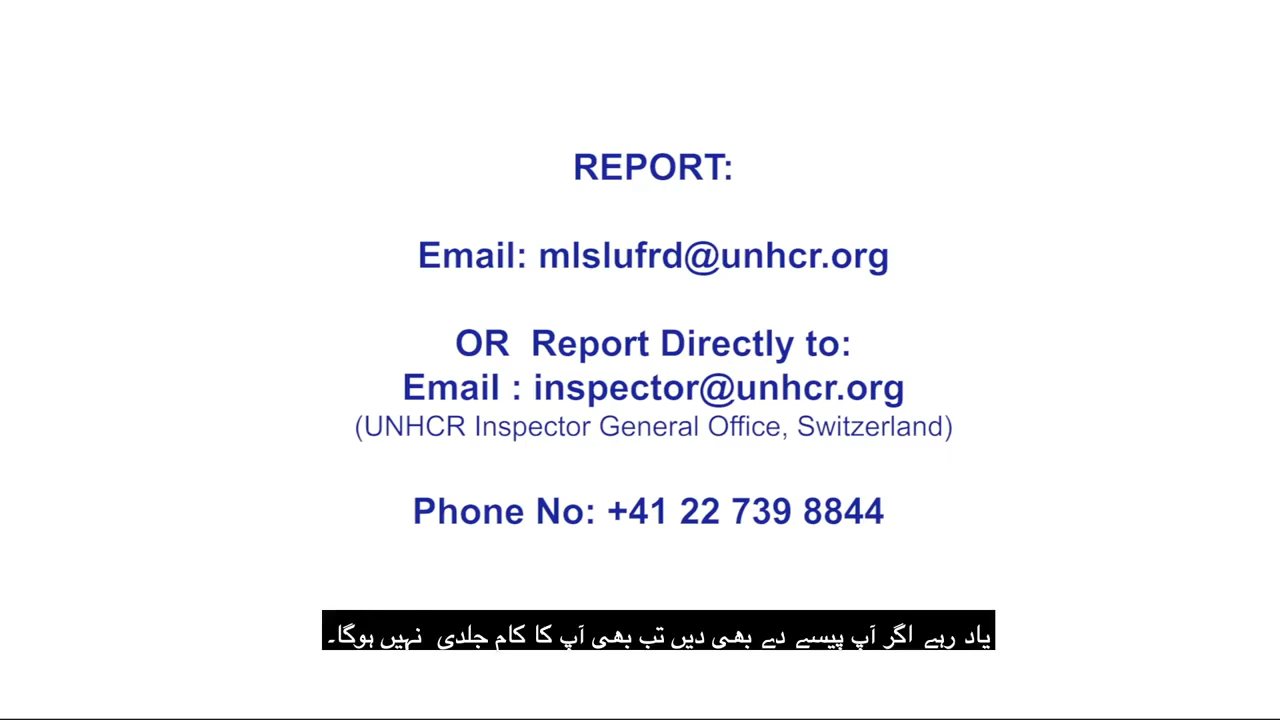 REPORT:
Email: mlslufrd@unhcr.org
OR Report Directly to:
Email : inspector@unhcr.org
(UNHCR Inspector General Office, Switzerland)
Phone No: +41 22 739 8844
یاد رہے اگر آپ پیسے دے بھی دیں تب بھی آپ کا کام جلدی نہیں ہوگا۔